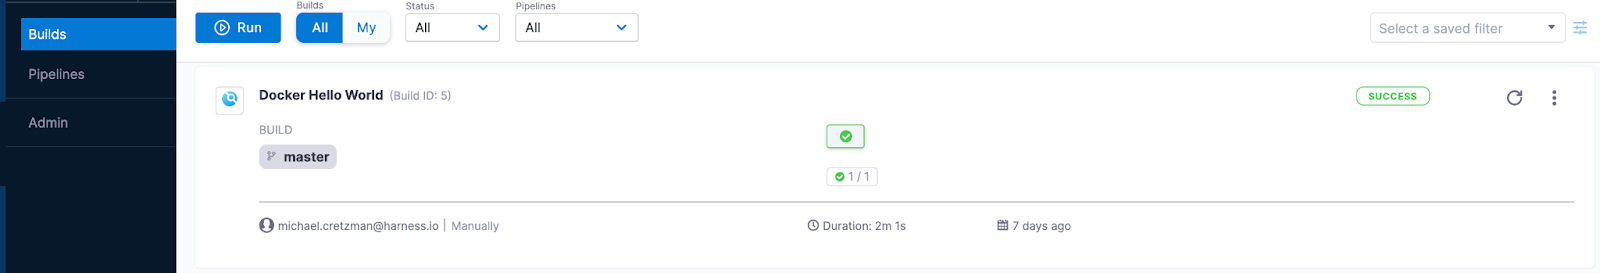 Builds
Pipelines
Admin
Builds
Status
Pipelines
Run
All
My
All
All
Select a saved filter
Docker Hello World (Build ID: 5)
SUCCESS
BUILD
master
1 / 1
michael.cretzman@harness.io | Manually
Duration: 2m 1s
7 days ago